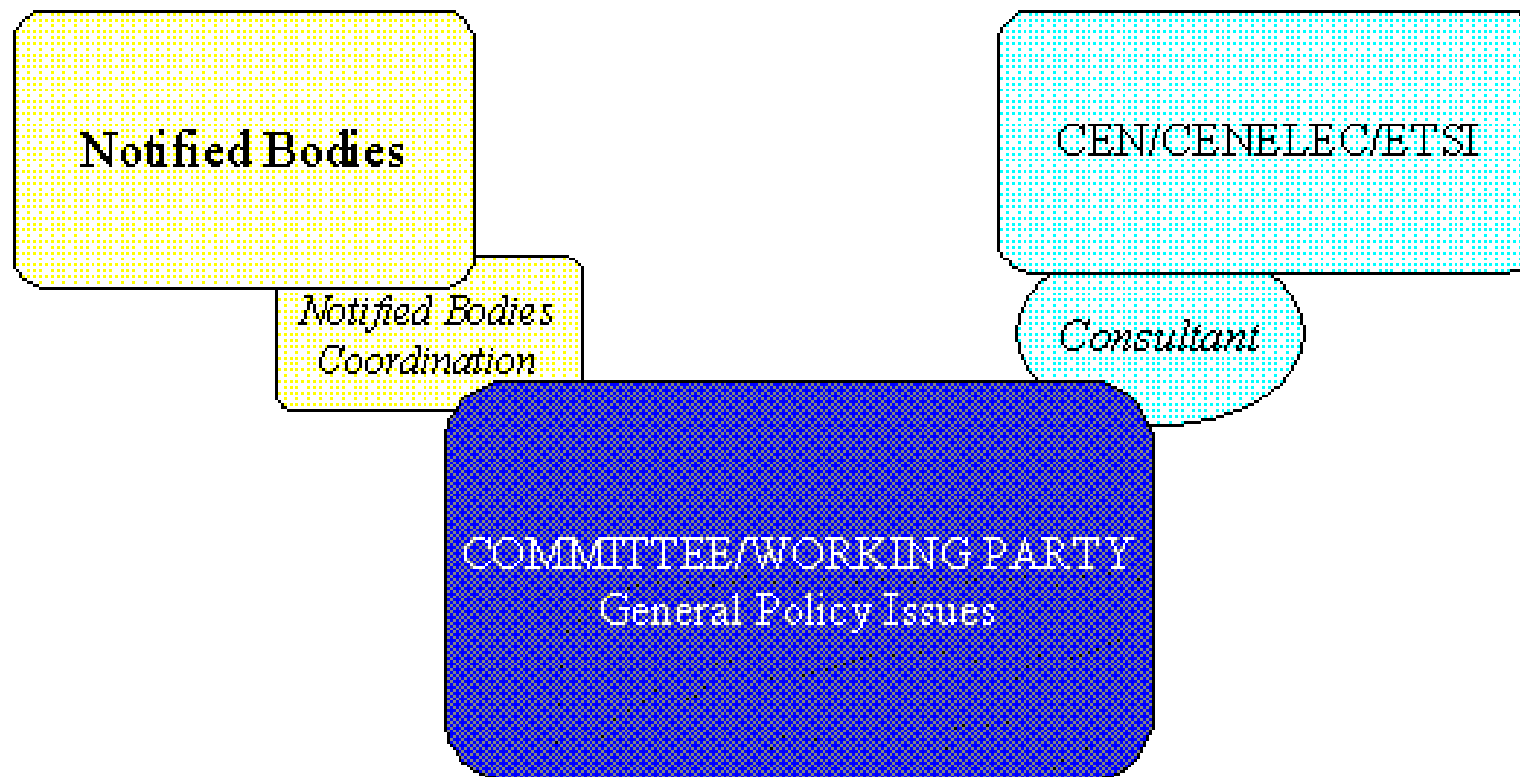 Notified Bodies
CEN/CENELEC/ETSI
Notified Bodies
Coordination
Consultant
COMMITTEE/WORKING PARTY
General Policy Issues